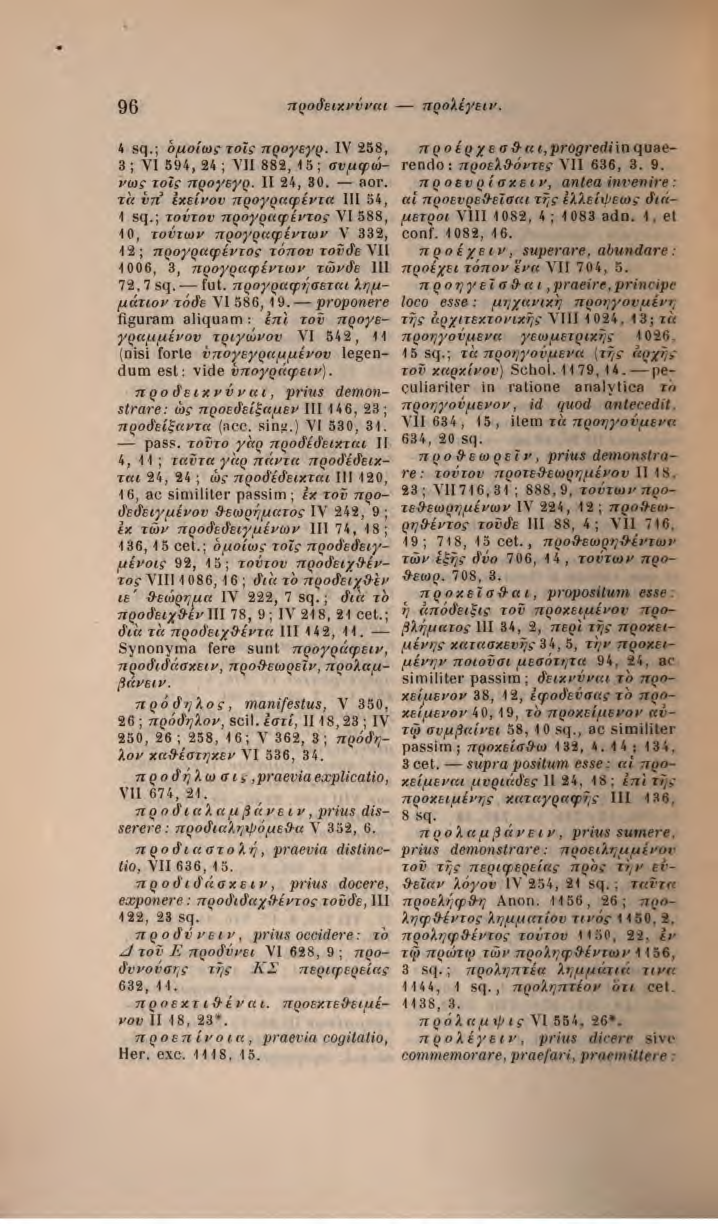 96 προδεικνύναι — προλέγειν.
4 sq.; ὁμοίως τοῖς προγεγρ. IV 258,
3; VI 594, 24; VII 882, 15; συμφώ-
νως τοῖς προγεγρ. II 24, 30. — aor.
τὰ ὑπ' ἐκείνου προγραφέντα III 54,
1 sq.; τούτου προγραφέντος VI 588,
10, τούτων προγραφέντων V 332,
12; προγραφέντος τόπου τοῦδε VII
1006, 3, προγραφέντων τῶνδε III
72, 7 sq. — fut. προγραφήσεται λημ-
μάτιον τόδε VI 586, 19. — proponere
figuram aliquam: ἐπὶ τοῦ προγε-
γραμμένου τριγώνου VI 542, 11
(nisi forte ὑπογεγραμμένου legen-
dum est: vide ὑπογράφειν).
προδεικνύναι, prius demon-
strare: ὡς προεδείξαμεν III 146, 23;
προδείξαντα (acc. sing.) VI 530, 31.
— pass. τοῦτο γὰρ προδέδεικται II
4, 11; ταῦτα γὰρ πάντα προδέδεικ-
ται 24, 24; ὡς προδέδεικται III 120,
16, ac similiter passim; ἐκ τοῦ προ-
δεδειγμένου θεωρήματος IV 242, 9;
ἐκ τῶν προδεδειγμένων III 74, 18;
136, 15 cet.; ὁμοίως τοῖς προδεδειγ-
μένοις 92, 15; τούτου προδειχθέν-
τος VIII 1086, 16; διὰ τὸ προδειχθὲν
ιε΄ θεώρημα IV 222, 7 sq.; διὰ τὸ
προδειχθέν III 78, 9; IV 218, 21 cet.;
διὰ τὰ προδειχθέντα III 142, 11. —
Synonyma fere sunt προγράφειν,
προδιδάσκειν, προθεωρεῖν, προλαμ-
βάνειν.
πρόδηλος, manifestus, V 350,
26; πρόδηλον, scil. ἐστί, II 18, 23; IV
250, 26; 258, 16; V 362, 3; πρόδη-
λον καθέστηκεν VI 536, 34.
προδήλωσις, praevia explicatio,
VII 674, 21.
προδιαλαμβάνειν, prius dis-
serere: προδιαληψόμεθα V 352, 6.
προδιαστολή, praevia distinc-
tio, VII 636, 15.
προδιδάσκειν, prius docere,
exponere: προδιδαχθέντος τοῦδε, III
122, 23 sq.
προδύνειν, prius occidere: τὸ
Δ τοῦ Ε προδύνει VI 628, 9; προ-
δυνούσης τῆς ΚΣ περιφερείας
632, 11.
προεκτιθέναι. προεκτεθειμέ-
νου II 18, 23*.
προεπίνοια, praevia cogitatio,
Her. exc. 1118, 15.
προέρχεσθαι, progredi in quae-
rendo: προελθόντες VII 636, 3. 9.
προευρίσκειν, antea invenire:
αἱ προευρεθεῖσαι τῆς ἐλλείψεως διά-
μετροι VIII 1082, 4; 1083 adn. 1, et
conf. 1082, 16.
προέχειν, superare, abundare:
προέχει τόπον ἕνα VII 704, 5.
προηγεῖσθαι, praeire, principe
loco esse: μηχανικὴ προηγουμένη
τῆς ἀρχιτεκτονικῆς VIII 1024, 13; τὰ
προηγούμενα γεωμετρικῆς 1026,
15 sq.; τὰ προηγούμενα (τῆς ἀρχῆς
τοῦ καρκίνου) Schol. 1179, 14. — pe-
culiariter in ratione analytica τὸ
προηγούμενον, id quod antecedit,
VII 634, 15, item τὰ προηγούμενα
634, 20 sq.
προθεωρεῖν, prius demonstra-
re: τούτου προτεθεωρημένου II 18,
23; VII 716, 31; 888, 9, τούτων προ-
τεθεωρημένων IV 224, 12; προθεω-
ρηθέντος τοῦδε III 88, 4; VII 716,
19; 718, 15 cet., προθεωρηθέντων
τῶν ἑξῆς δύο 706, 14, τούτων προ-
θεωρ. 708, 3.
προκεῖσθαι, propositum esse:
ἡ ἀπόδειξις τοῦ προκειμένου προ-
βλήματος III 34, 2, περὶ τῆς προκει-
μένης κατασκευῆς 34, 5, τὴν προκει-
μένην ποιοῦσι μεσότητα 94, 24, ac
similiter passim; δεικνύναι τὸ προ-
κείμενον 38, 12, ἐφοδεύσας τὸ προ-
κείμενον 40, 19, τὸ προκείμενον αὐ-
τῷ συμβαίνει 58, 10 sq., ac similiter
passim; προκείσθω 132, 4. 14; 134,
3 cet. — supra positum esse: αἱ προ-
κείμεναι μυριάδες II 24, 18; ἐπὶ τῆς
προκειμένης καταγραφῆς III 136,
8 sq.
προλαμβάνειν, prius sumere,
prius demonstrare: προειλημμένου
τοῦ τῆς περιφερείας πρὸς τὴν εὐ-
θεῖαν λόγου IV 254, 21 sq.; ταῦτα
προελήφθη Anon. 1156, 26; προ-
ληφθέντος λημματίου τινός 1150, 2,
προληφθέντος τούτου 1150, 22, ἐν
τῷ πρώτῳ τῶν προληφθέντων 1156,
3 sq.; προληπτέα λημμάτιά τινα
1144, 1 sq., προληπτέον ὅτι cet.
1138, 3.
πρόλαμψις VI 554, 26*.
προλέγειν, prius dicere sive
commemorare, praefari, praemittere: